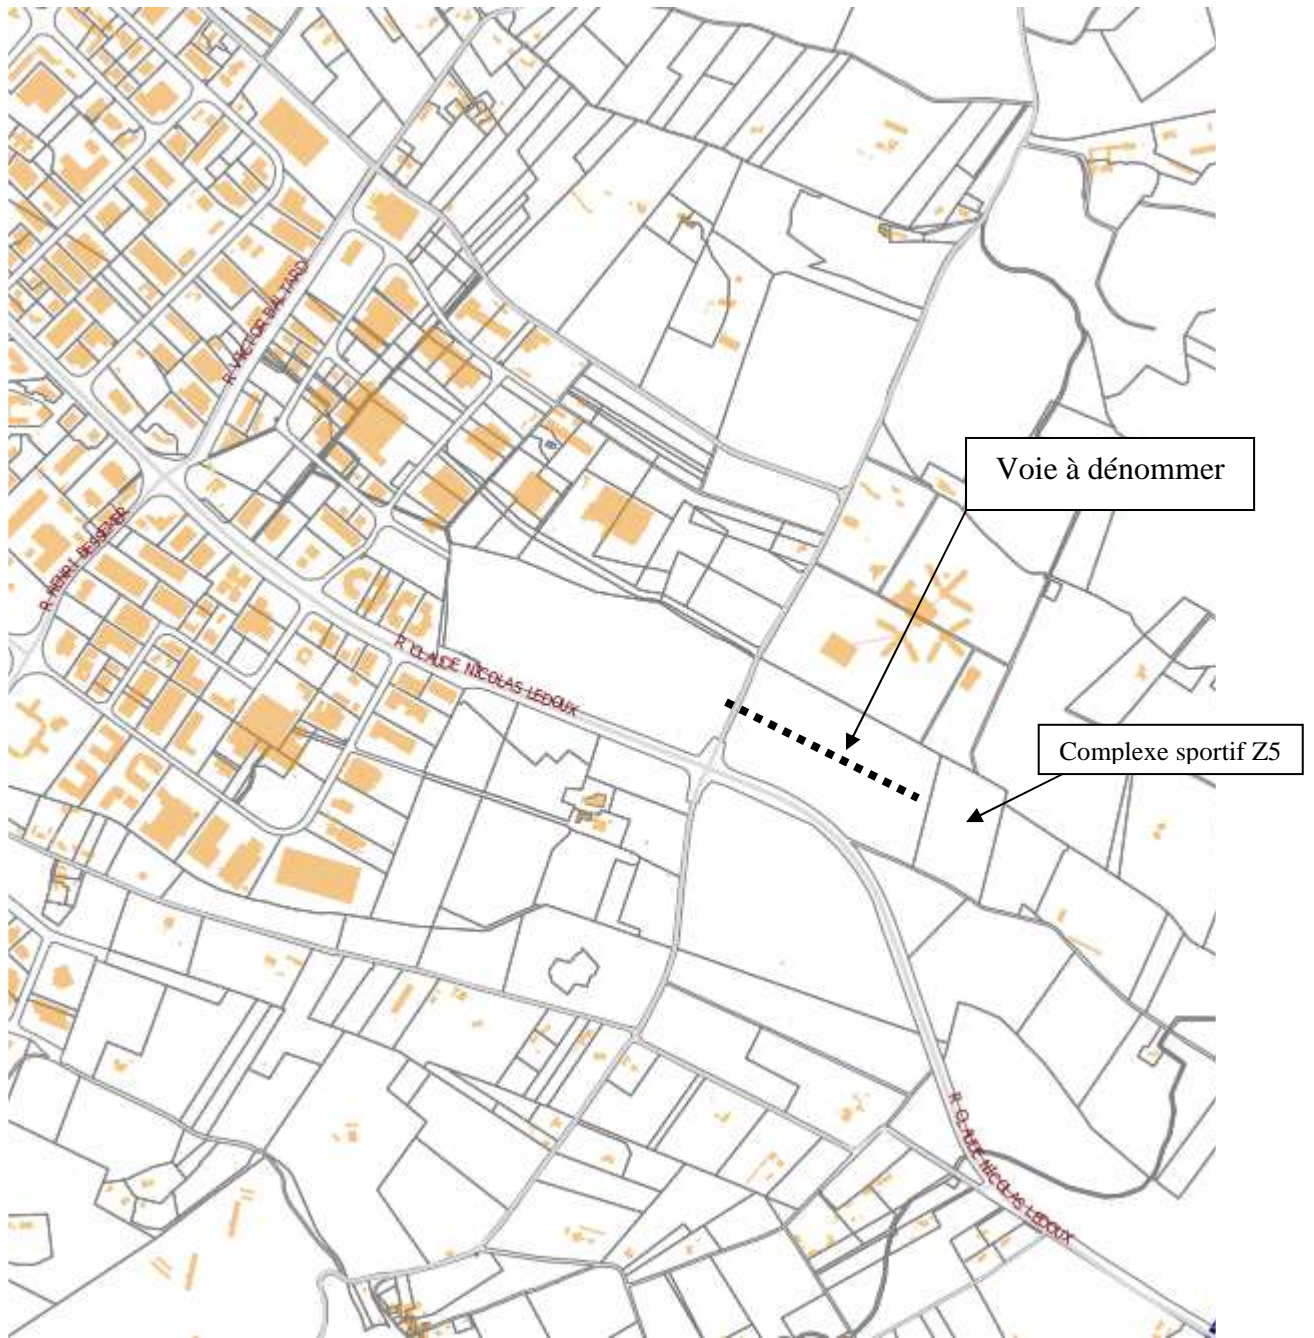 R VICTOR BALTARD
Voie à dénommer
R HENRI BESSEMER
R CLAUDE NICOLAS LEDOUX
Complexe sportif Z5
R CLAUDE NICOLAS LEDOUX